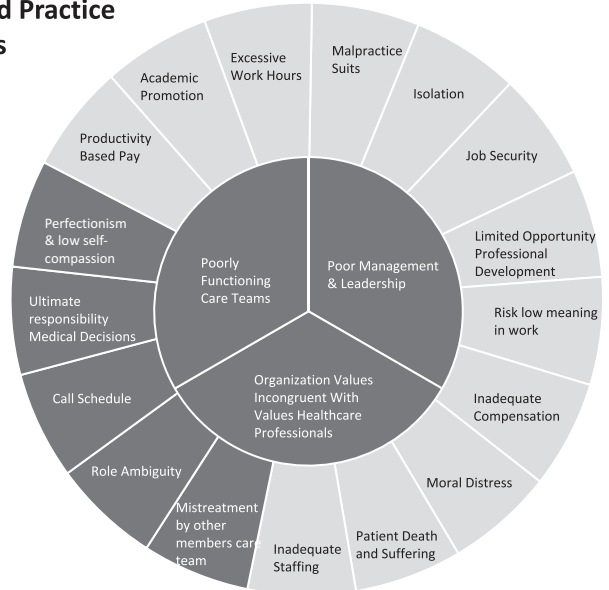 d Practice
s
Excessive
Work Hours
Malpractice
Suits
Isolation
Job Security
Limited Opportunity
Professional
Development
Risk low meaning
in work
Inadequate
Compensation
Moral Distress
Patient Death
and Suffering
Inadequate
Staffing
Mistreatment
by other
members care
team
Role Ambiguity
Call Schedule
Ultimate
responsibility
Medical Decisions
Perfectionism
& low self-
compassion
Productivity
Based Pay
Academic
Promotion
Poorly
Functioning
Care Teams
Poor Management
& Leadership
Organization Values
Incongruent With
Values Healthcare
Professionals